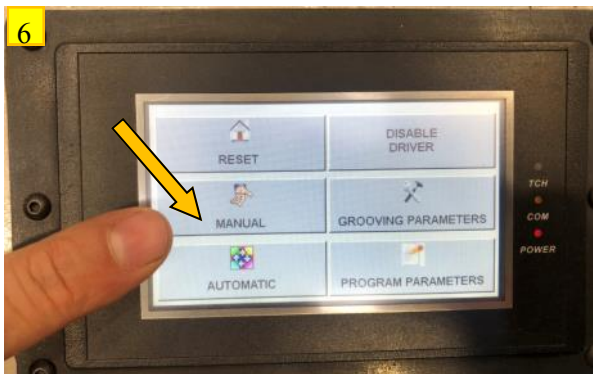 6
RESET
DISABLE
DRIVER
MANUAL
GROOVING PARAMETERS
AUTOMATIC
PROGRAM PARAMETERS
TCH
COM
POWER